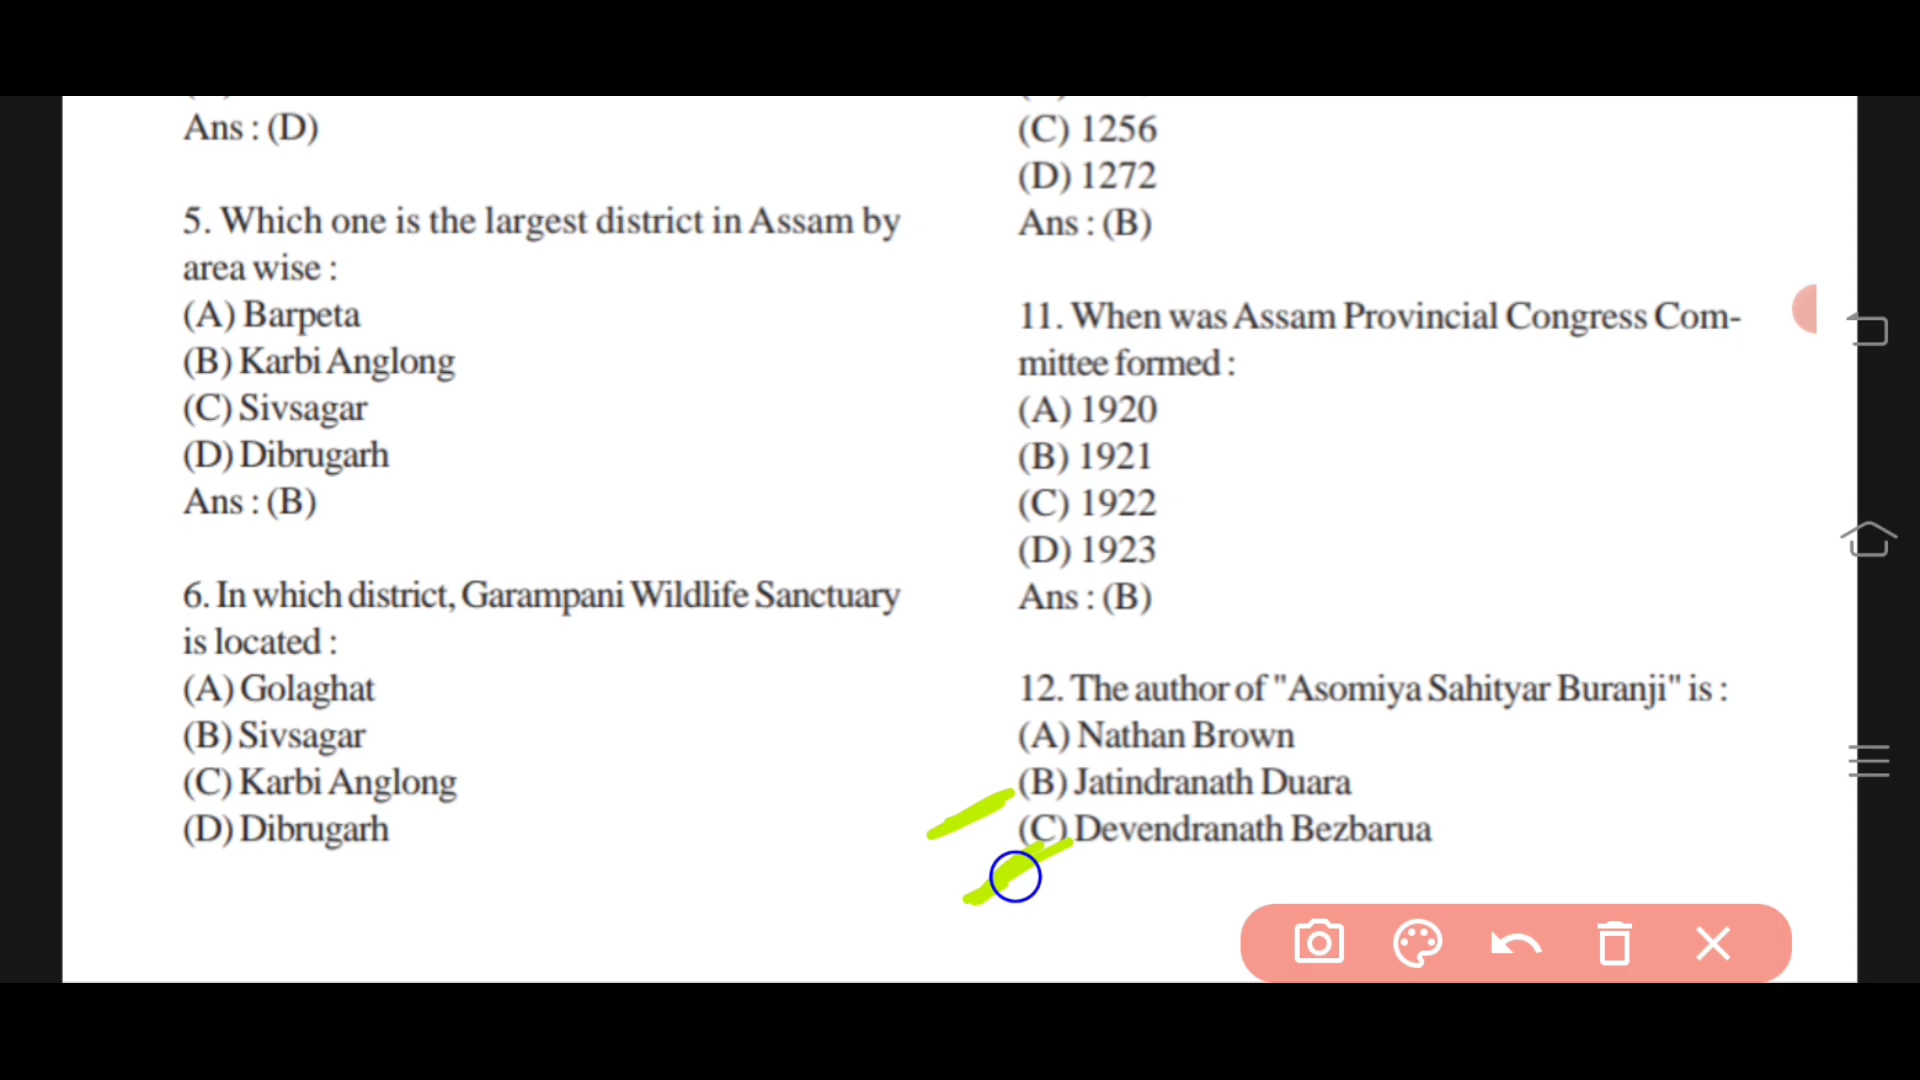 Ans : (D)
5. Which one is the largest district in Assam by
area wise :
(A) Barpeta
(B) Karbi Anglong
(C) Sivsagar
(D) Dibrugarh
Ans : (B)
6. In which district, Garampani Wildlife Sanctuary
is located :
(A) Golaghat
(B) Sivsagar
(C) Karbi Anglong
(D) Dibrugarh
(C) 1256
(D) 1272
Ans : (B)
11. When was Assam Provincial Congress Com-
mittee formed :
(A) 1920
(B) 1921
(C) 1922
(D) 1923
Ans : (B)
12. The author of "Asomiya Sahityar Buranji" is :
(A) Nathan Brown
(B) Jatindranath Duara
(C) Devendranath Bezbarua